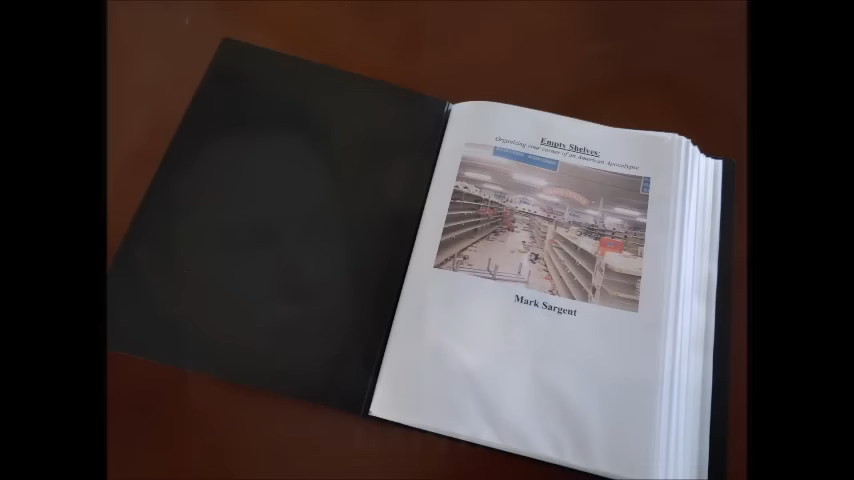 Empty Shelves:
Organizing your corner of an American Apocalypse
Mark Sargent